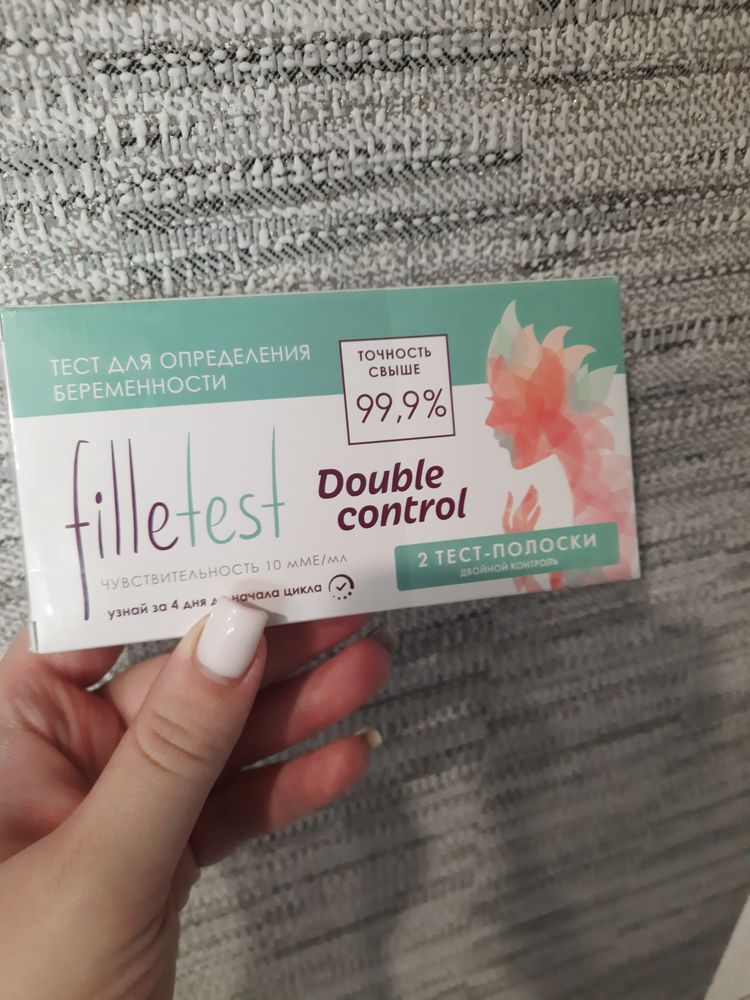 ТЕСТ ДЛЯ ОПРЕДЕЛЕНИЯ
БЕРЕМЕННОСТИ
ТОЧНОСТЬ
СВЫШЕ
99,9%
filletest
Double
control
ЧУВСТВИТЕЛЬНОСТЬ 10 мМЕ/мл
узнай за 4 дня до начала цикла
2 ТЕСТ-ПОЛОСКИ
ДВОЙНОЙ КОНТРОЛЬ